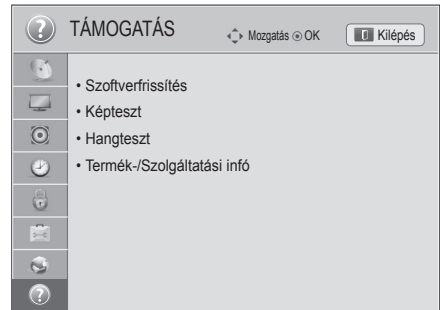 TÁMOGATÁS
Mozgatás OK
Kilépés
• Szoftverfrissítés
• Képteszt
• Hangteszt
• Termék-/Szolgáltatási infó